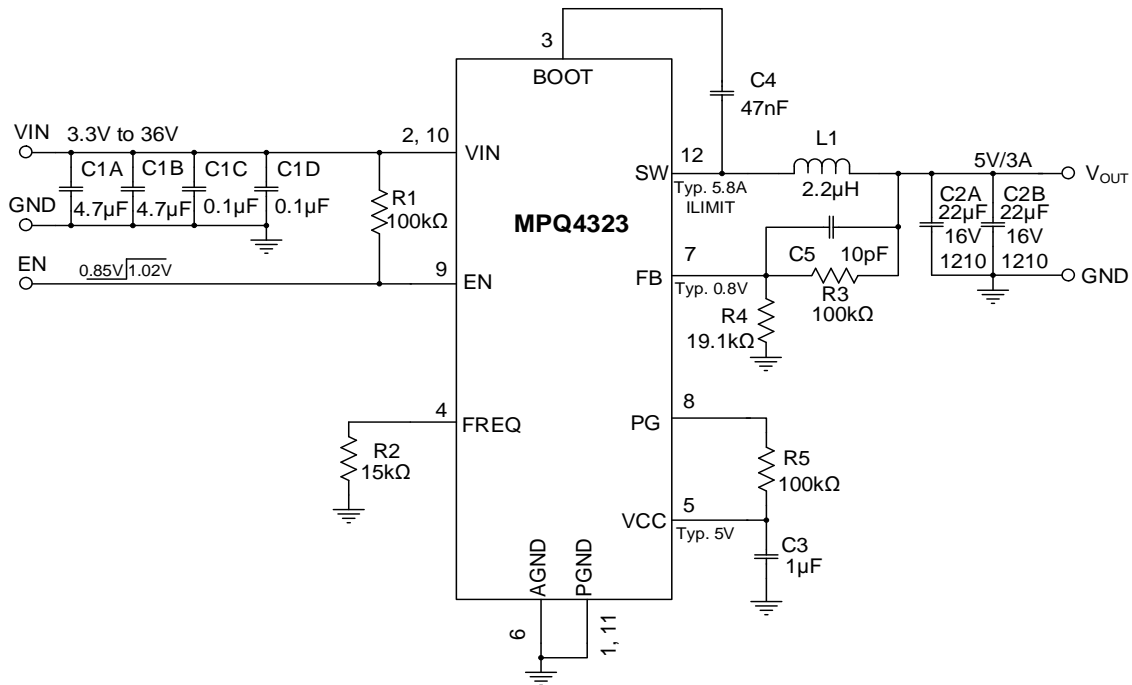 3
BOOT
C4
47nF
VIN
3.3V to 36V
2, 10
VIN
C1A
C1B
C1C
C1D
4.7µF
4.7µF
0.1µF
0.1µF
R1
100kΩ
GND
EN
0.85V
1.02V
9
EN
MPQ4323
12
SW
Typ. 5.8A
ILIMIT
L1
2.2µH
5V/3A
VOUT
C2A
22µF
16V
1210
C2B
22µF
16V
1210
GND
7
FB
Typ. 0.8V
C5
10pF
R3
100kΩ
R4
19.1kΩ
4
FREQ
R2
15kΩ
8
PG
R5
100kΩ
5
VCC
Typ. 5V
C3
1µF
AGND
PGND
6
1, 11